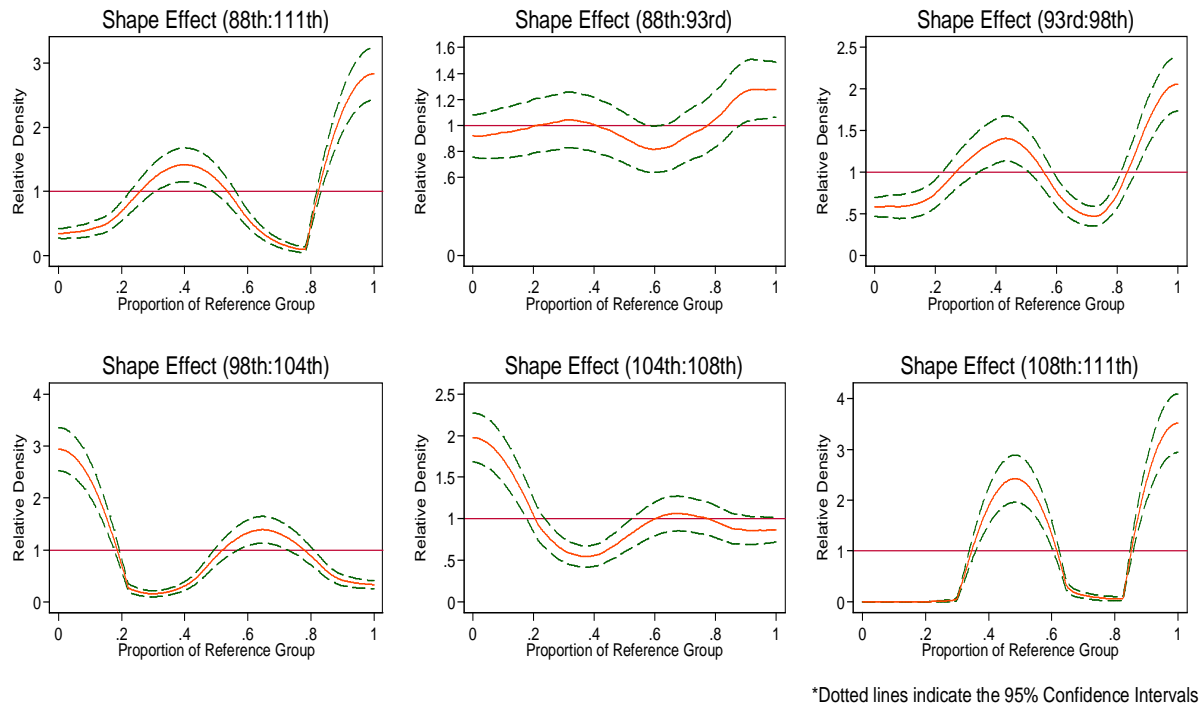 Shape Effect (88th:111th)
Relative Density
3
2
1
0
0 .2 .4 .6 .8 1
Proportion of Reference Group
Shape Effect (88th:93rd)
Relative Density
1.6
1.4
1.2
1
.8
.6
0
0 .2 .4 .6 .8 1
Proportion of Reference Group
Shape Effect (93rd:98th)
Relative Density
2.5
2
1.5
1
.5
0
0 .2 .4 .6 .8 1
Proportion of Reference Group
Shape Effect (98th:104th)
Relative Density
4
3
2
1
0
0 .2 .4 .6 .8 1
Proportion of Reference Group
Shape Effect (104th:108th)
Relative Density
2.5
2
1.5
1
.5
0
0 .2 .4 .6 .8 1
Proportion of Reference Group
Shape Effect (108th:111th)
Relative Density
4
3
2
1
0
0 .2 .4 .6 .8 1
Proportion of Reference Group
*Dotted lines indicate the 95% Confidence Intervals